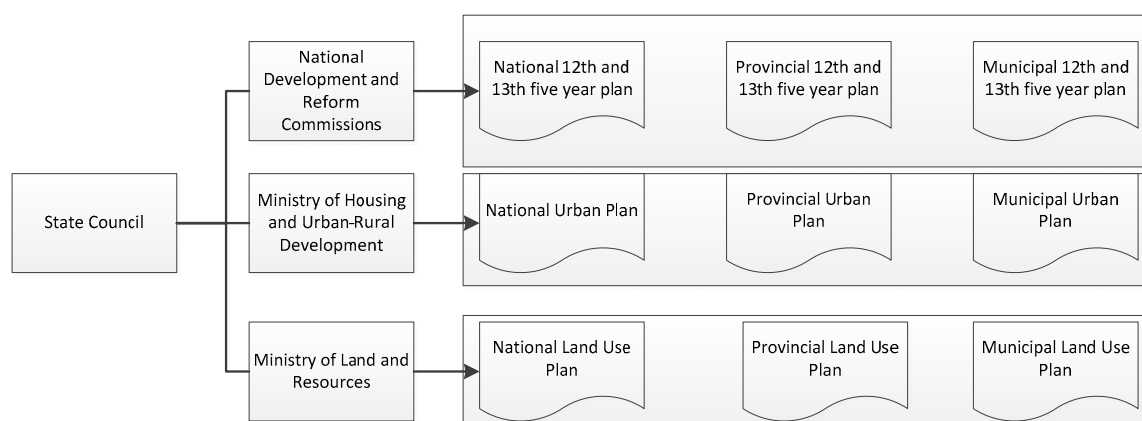 National
Development and
Reform
Commissions
National 12th and
13th five year plan
Provincial 12th and
13th five year plan
Municipal 12th and
13th five year plan
State Council
Ministry of Housing
and Urban-Rural
Development
National Urban Plan
Provincial Urban
Plan
Municipal Urban
Plan
Ministry of Land and
Resources
National Land Use
Plan
Provincial Land Use
Plan
Municipal Land Use
Plan